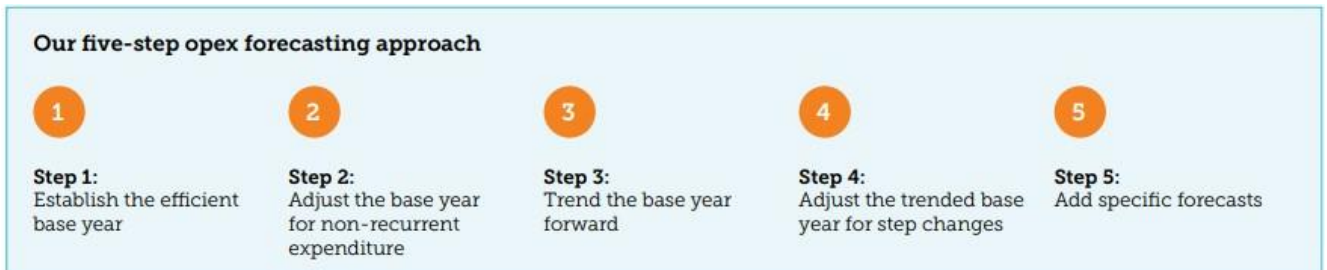 Our five-step opex forecasting approach
1
2
3
4
5
Step 1:
Establish the efficient
base year
Step 2:
Adjust the base year
for non-recurrent
expenditure
Step 3:
Trend the base year
forward
Step 4:
Adjust the trended base
year for step changes
Step 5:
Add specific forecasts